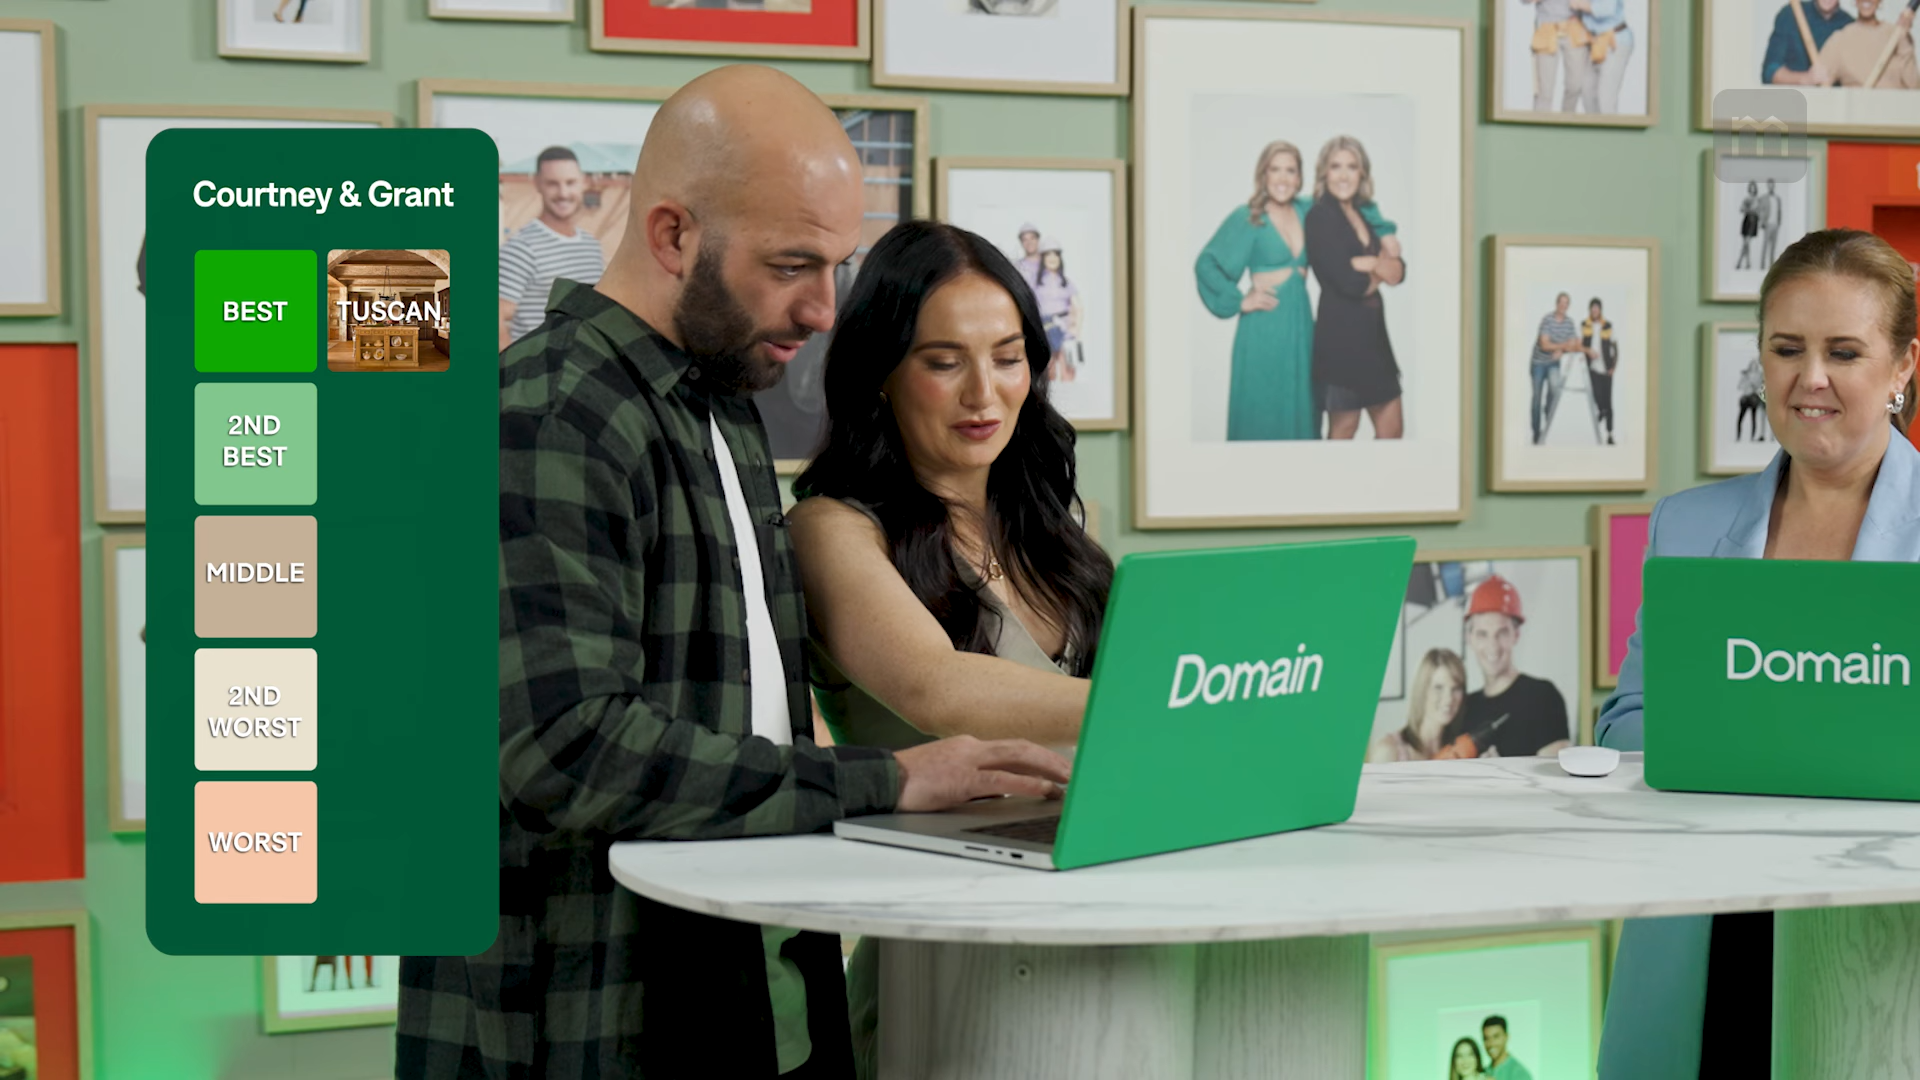 Courtney & Grant
BEST
TUSCAN
2ND
BEST
MIDDLE
2ND
WORST
WORST
Domain
Domain
m